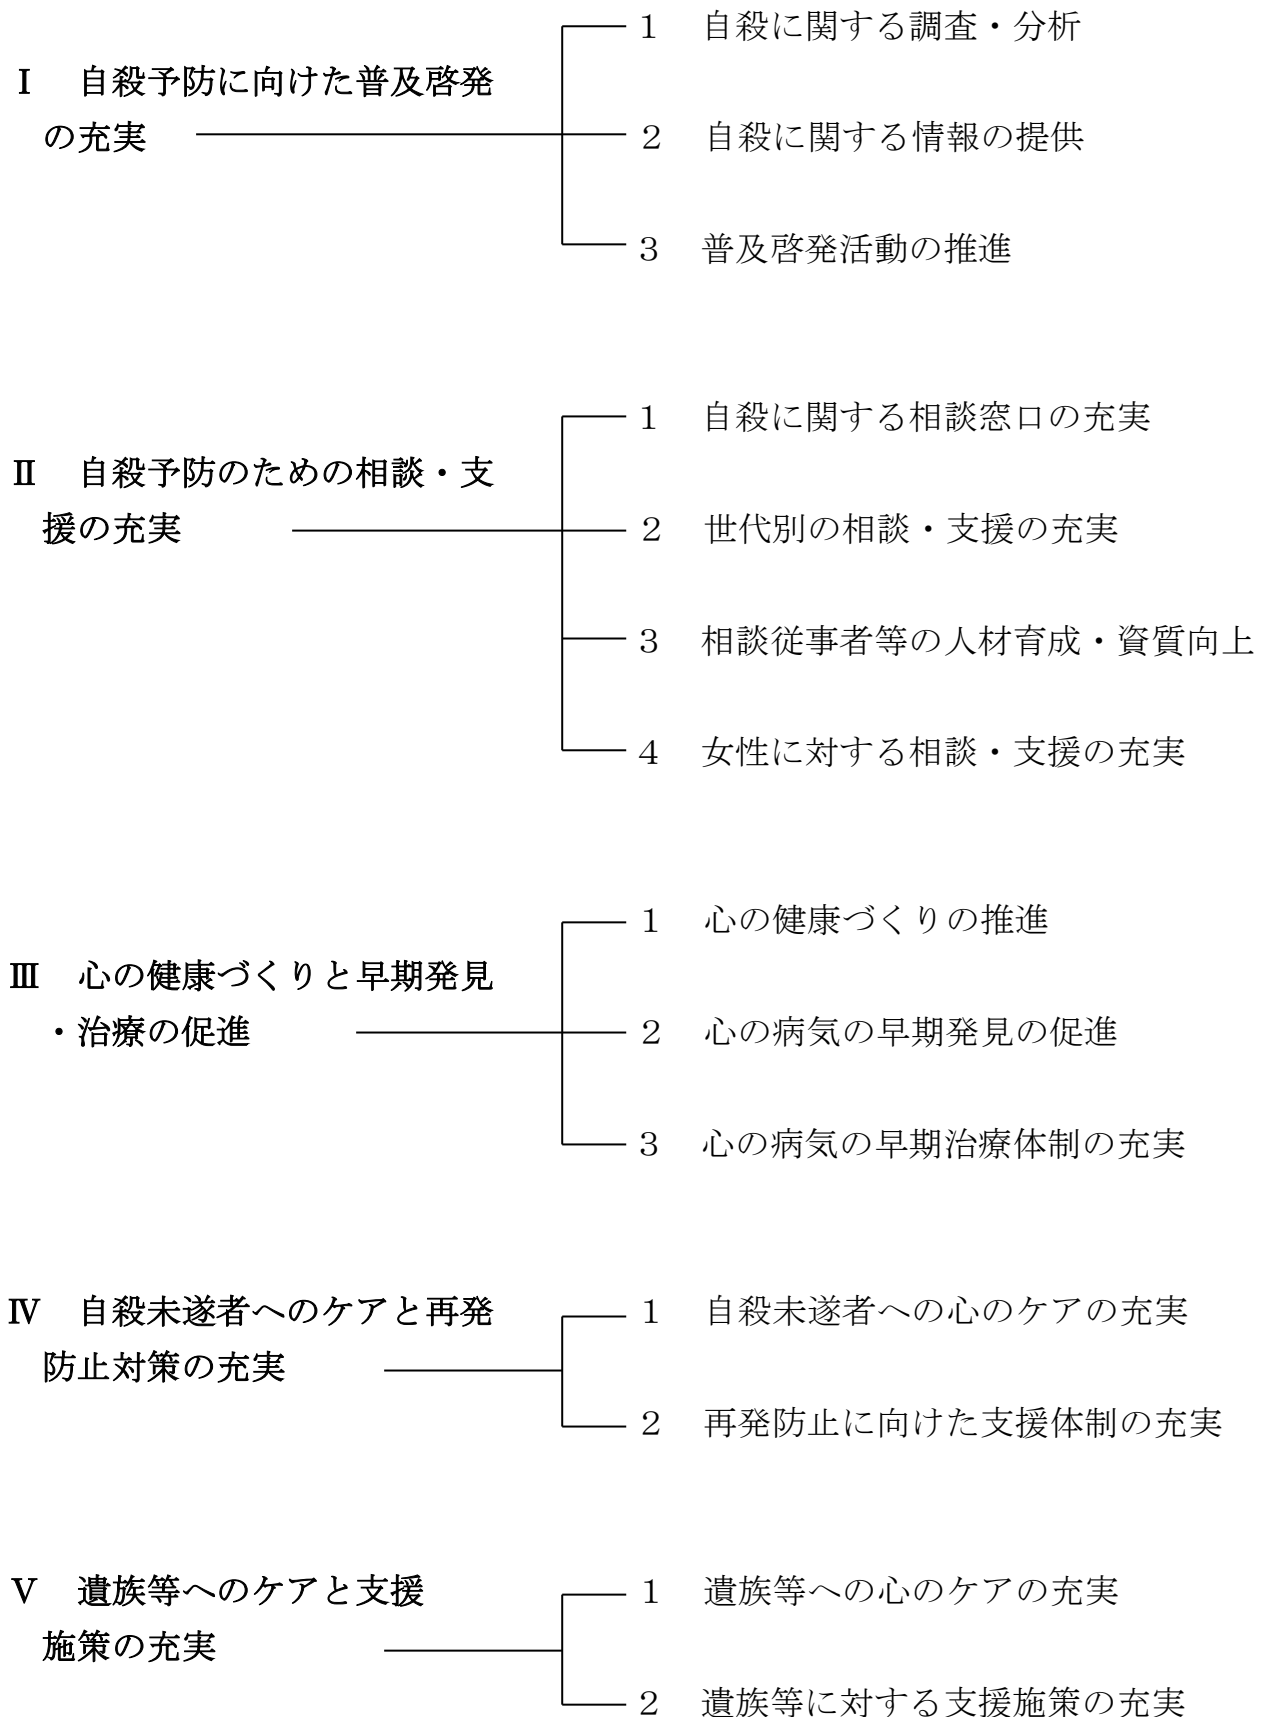 Ⅰ 自殺予防に向けた普及啓発
の充実
1 自殺に関する調査・分析
2 自殺に関する情報の提供
3 普及啓発活動の推進
Ⅱ 自殺予防のための相談・支
援の充実
1 自殺に関する相談窓口の充実
2 世代別の相談・支援の充実
3 相談従事者等の人材育成・資質向上
4 女性に対する相談・支援の充実
Ⅲ 心の健康づくりと早期発見
・治療の促進
1 心の健康づくりの推進
2 心の病気の早期発見の促進
3 心の病気の早期治療体制の充実
Ⅳ 自殺未遂者へのケアと再発
防止対策の充実
1 自殺未遂者への心のケアの充実
2 再発防止に向けた支援体制の充実
Ⅴ 遺族等へのケアと支援
施策の充実
1 遺族等への心のケアの充実
2 遺族等に対する支援施策の充実